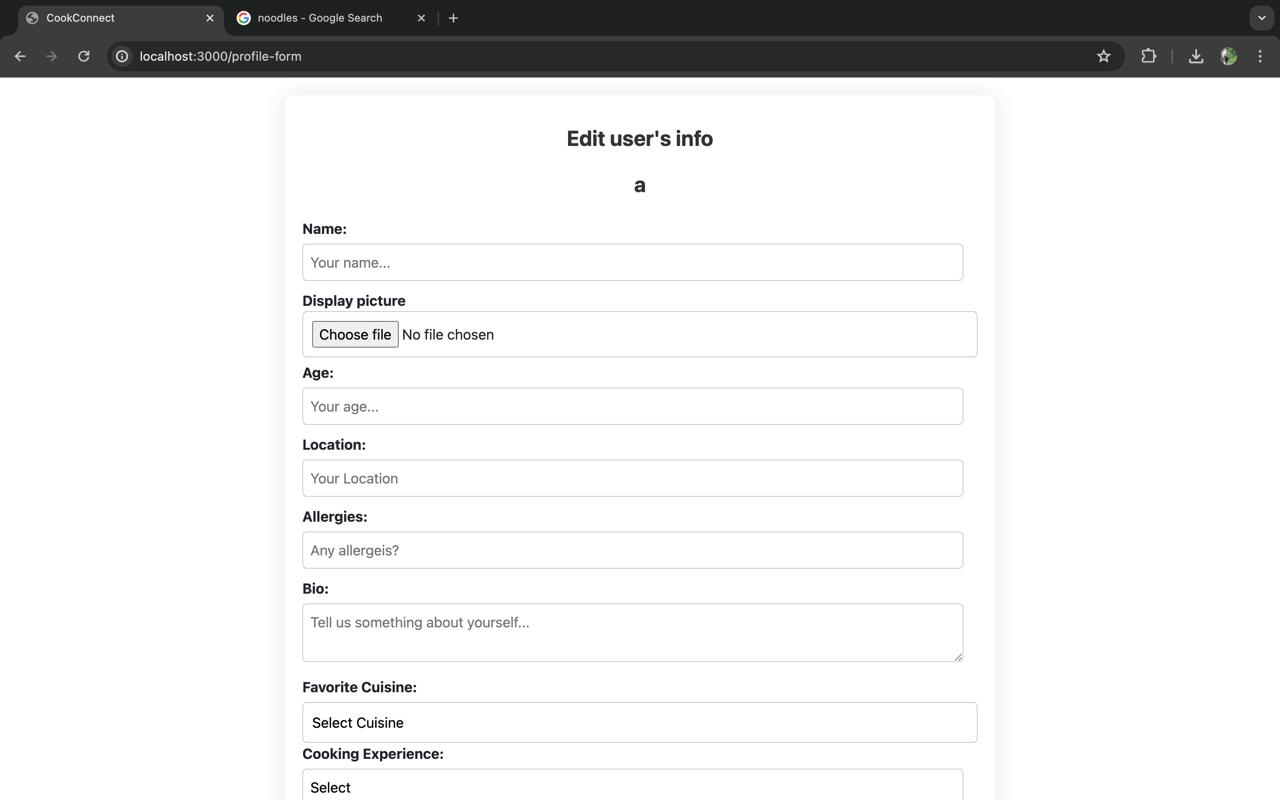 CookConnect
noodles - Google Search
localhost:3000/profile-form
Edit user's info
a
Name:
Your name...
Display picture
Choose file No file chosen
Age:
Your age...
Location:
Your Location
Allergies:
Any allergeis?
Bio:
Tell us something about yourself...
Favorite Cuisine:
Select Cuisine
Cooking Experience:
Select